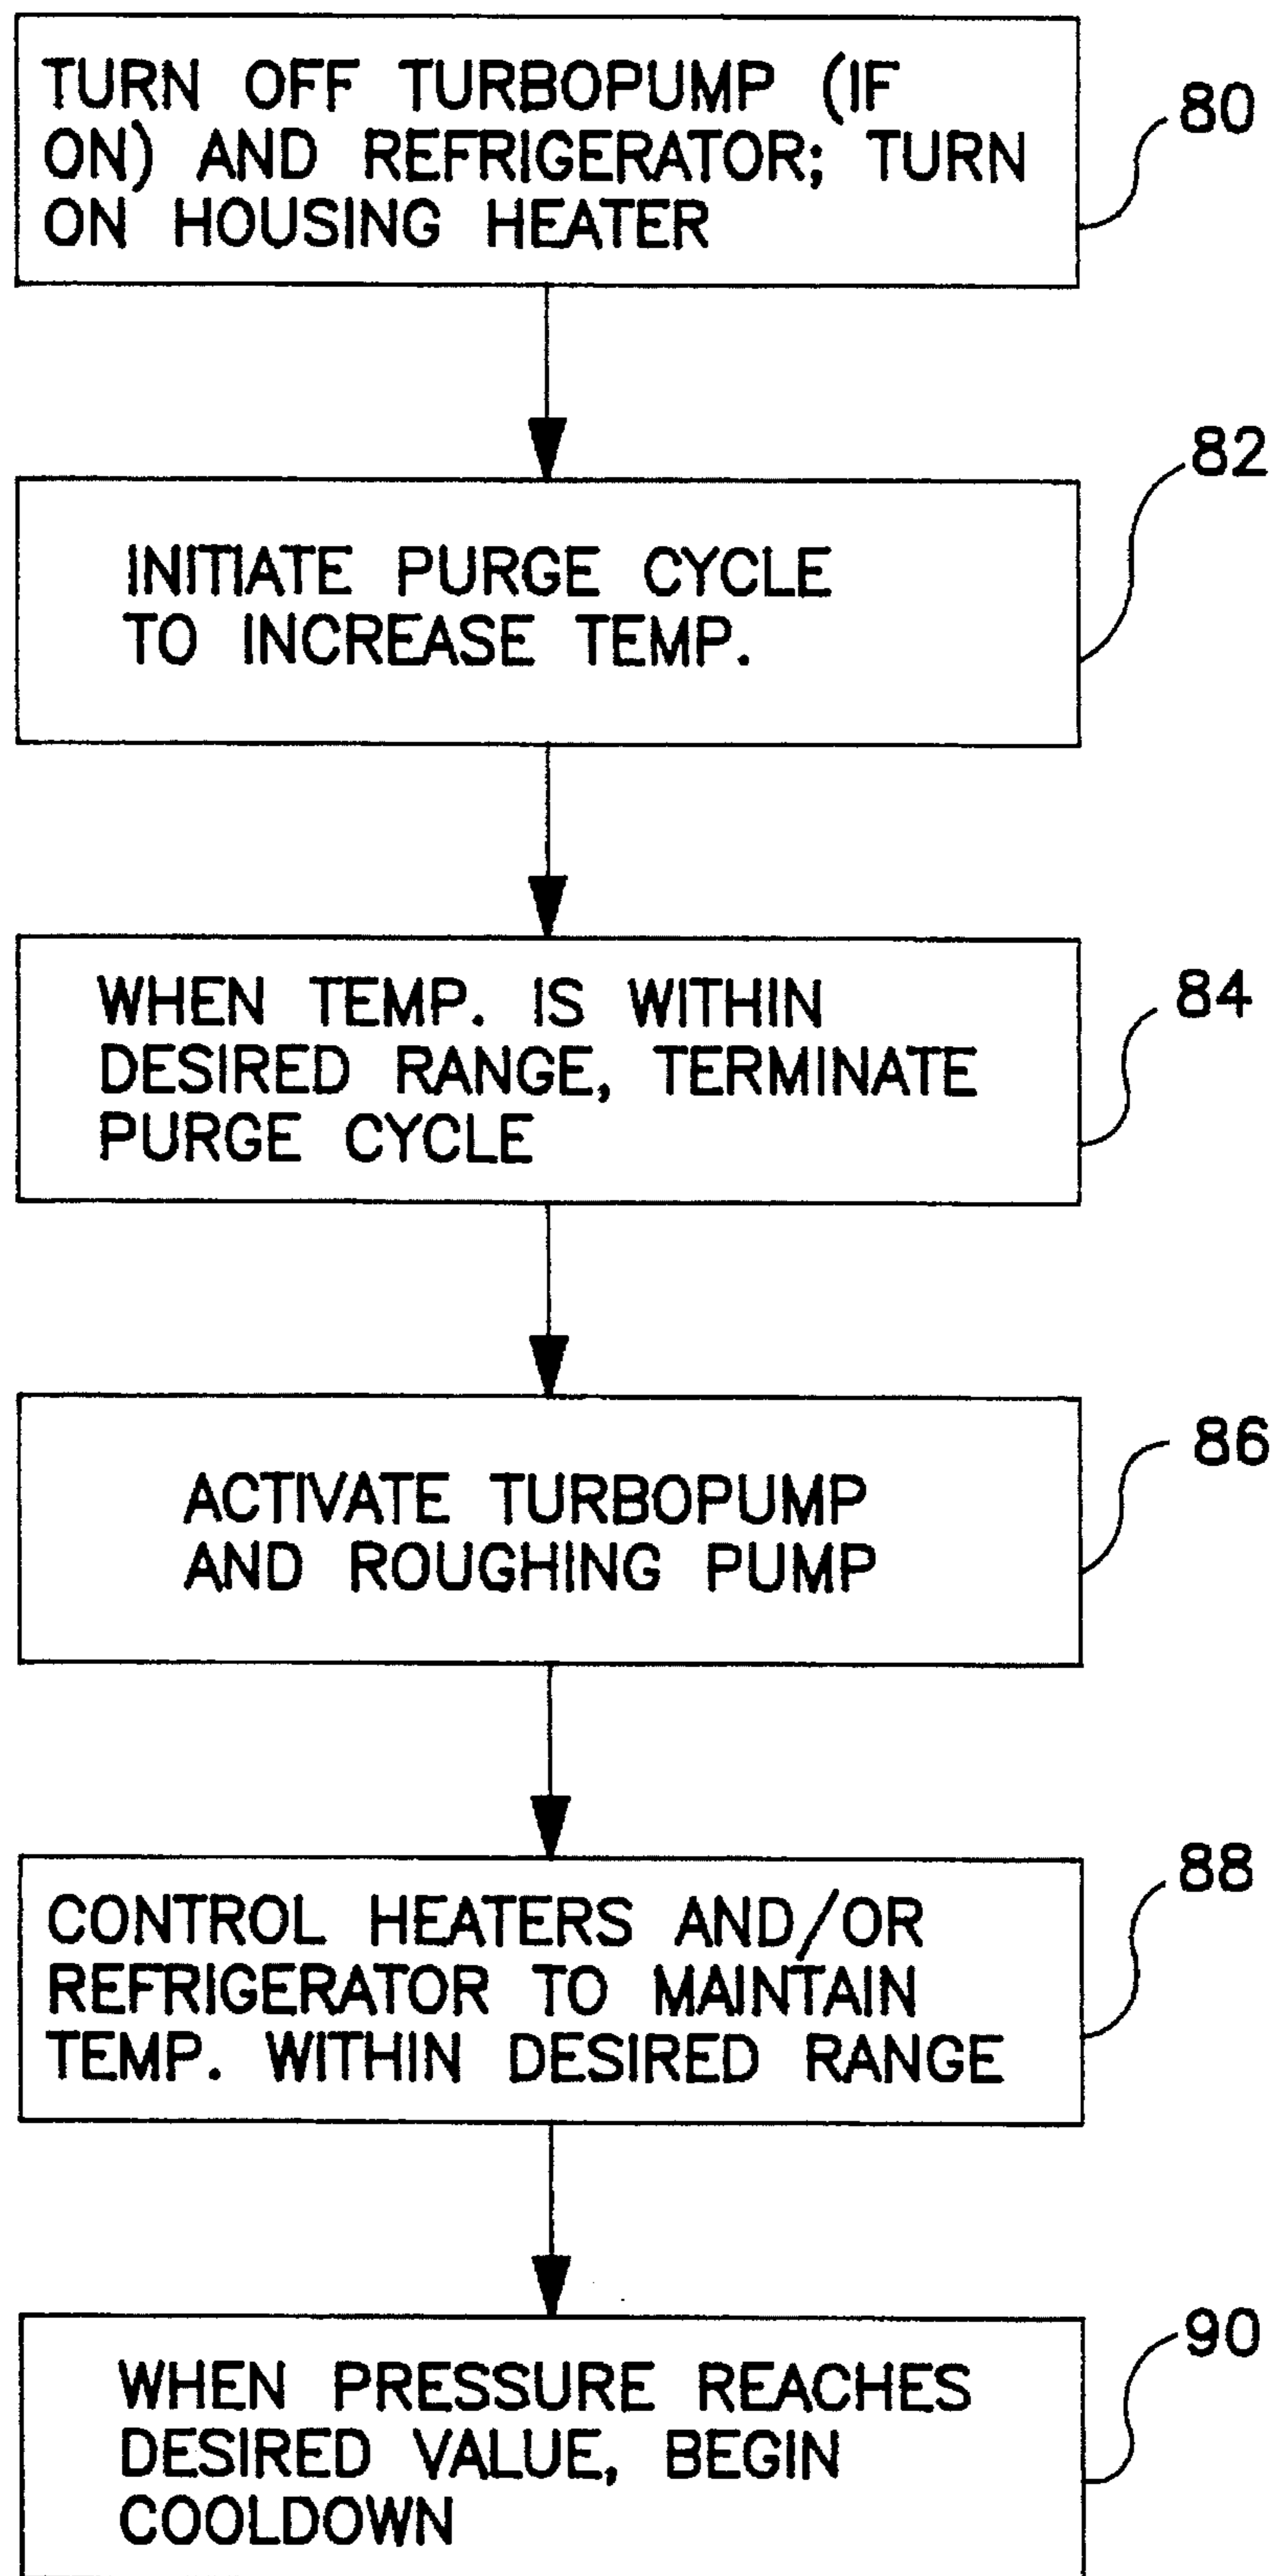 TURN OFF TURBOPUMP (IF
ON) AND REFRIGERATOR; TURN
ON HOUSING HEATER
80
INITIATE PURGE CYCLE
TO INCREASE TEMP.
82
WHEN TEMP. IS WITHIN
DESIRED RANGE, TERMINATE
PURGE CYCLE
84
ACTIVATE TURBOPUMP
AND ROUGHING PUMP
86
CONTROL HEATERS AND/OR
REFRIGERATOR TO MAINTAIN
TEMP. WITHIN DESIRED RANGE
88
WHEN PRESSURE REACHES
DESIRED VALUE, BEGIN
COOLDOWN
90